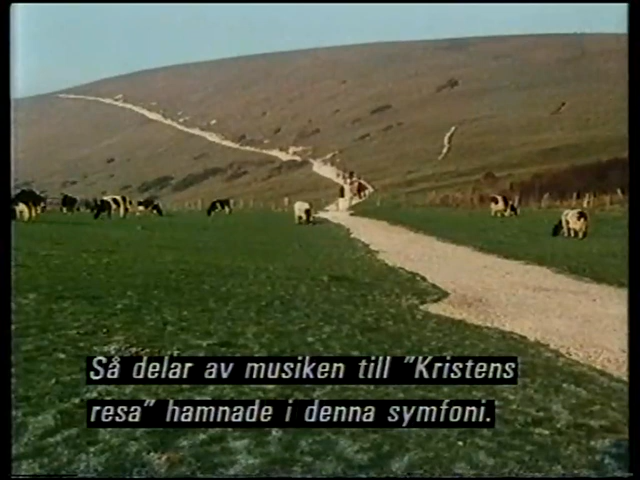 Så delar av musiken till "Kristens
resa" hamnade i denna symfoni.